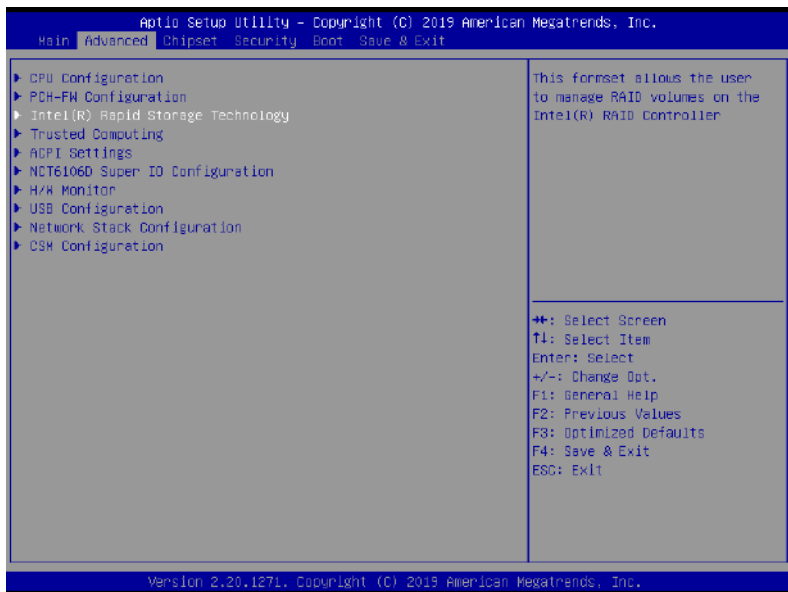 Aptio Setup Utility – Copyright (C) 2019 American Megatrends, Inc.
Main Advanced Chipset Security Boot Save & Exit
► CPU Configuration
► PCH-FW Configuration
► Intel(R) Rapid Storage Technology
► Trusted Computing
► ACPI Settings
► NCT6106D Super IO Configuration
► H/W Monitor
► USB Configuration
► Network Stack Configuration
► CSM Configuration
This formset allows the user
to manage RAID volumes on the
Intel(R) RAID Controller
→←: Select Screen
↑↓: Select Item
Enter: Select
+/-: Change Opt.
F1: General Help
F2: Previous Values
F3: Optimized Defaults
F4: Save & Exit
ESC: Exit
Version 2.20.1271. Copyright (C) 2019 American Megatrends, Inc.